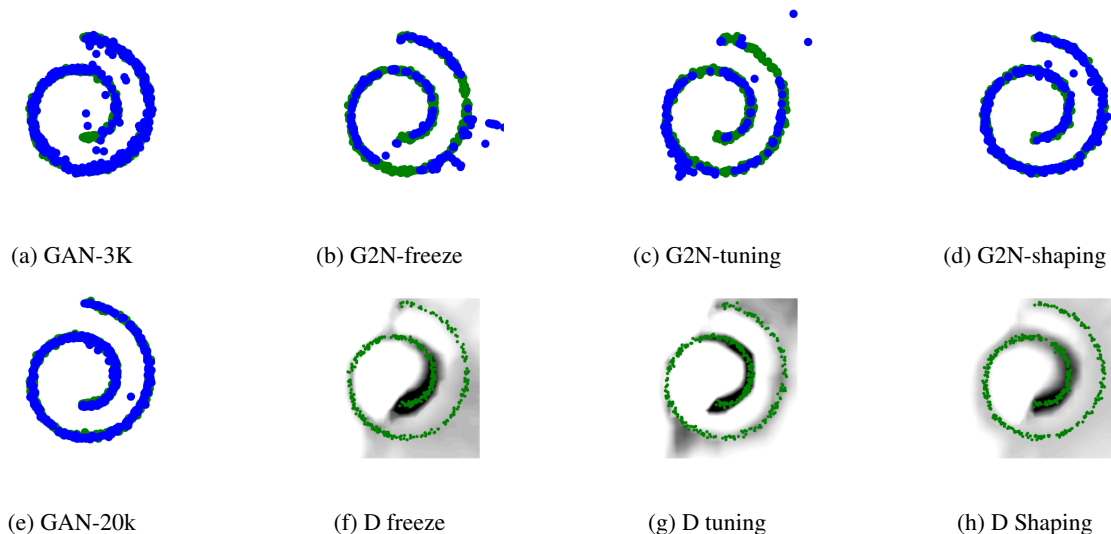 (a) GAN-3K
(b) G2N-freeze
(c) G2N-tuning
(d) G2N-shaping
(e) GAN-20k
(f) D freeze
(g) D tuning
(h) D Shaping